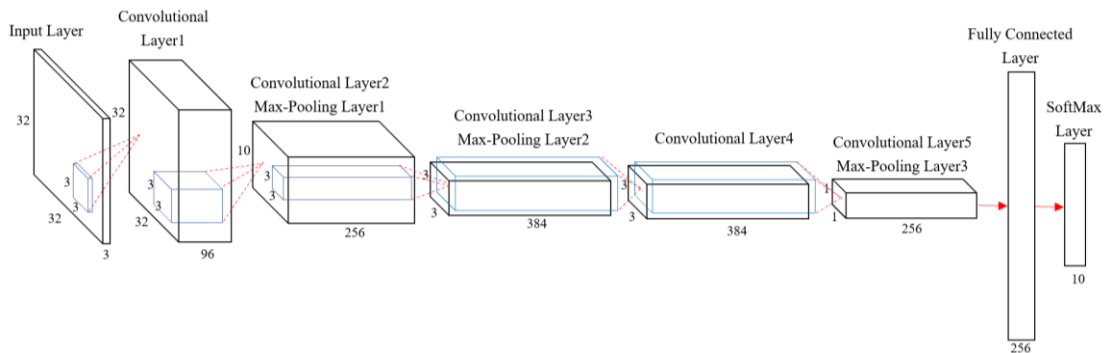 Input Layer
32
3
3
32
3
Convolutional
Layer1
32
3
3
32
96
Convolutional Layer2
Max-Pooling Layer1
10
3
3
256
Convolutional Layer3
Max-Pooling Layer2
3
3
384
Convolutional Layer4
3
3
384
Convolutional Layer5
Max-Pooling Layer3
1
1
256
Fully Connected
Layer
256
SoftMax
Layer
10